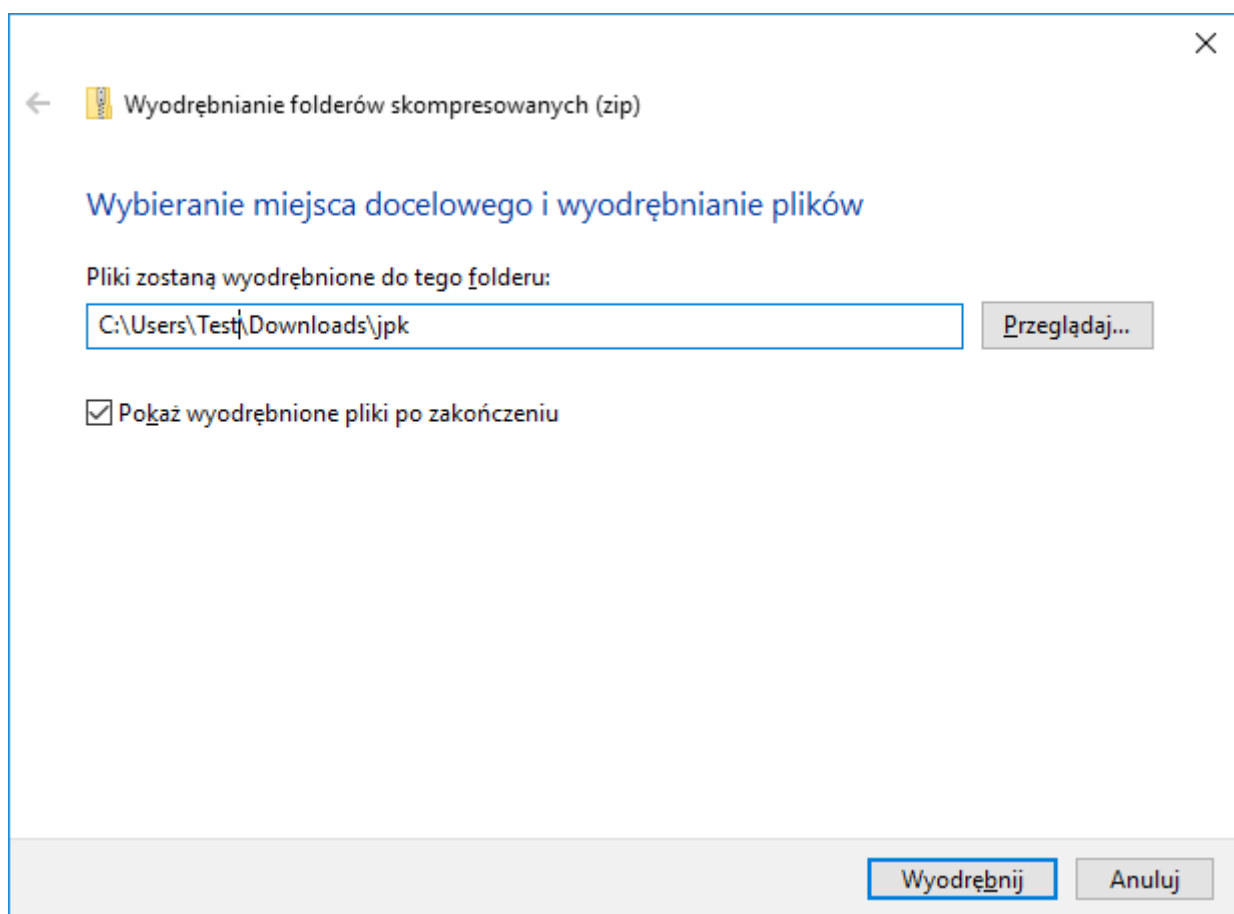 Wyodrębnianie folderów skompresowanych (zip)
Wybieranie miejsca docelowego i wyodrębnianie plików
Pliki zostaną wyodrębnione do tego folderu:
C:\Users\Test\Downloads\jpk
Przeglądaj...
Pokaż wyodrębnione pliki po zakończeniu
Wyodrębnij
Anuluj